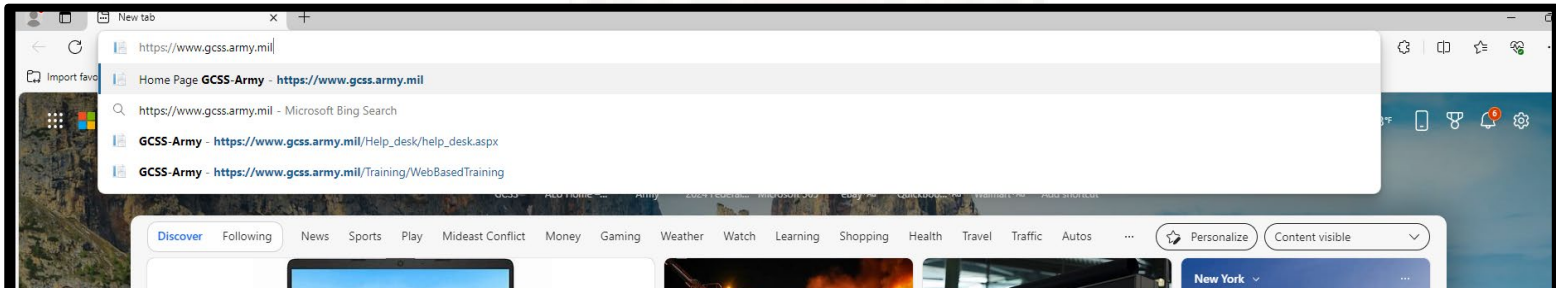 New tab
https://www.gcss.army.mil
Import favo
Home Page GCSS-Army - https://www.gcss.army.mil
https://www.gcss.army.mil - Microsoft Bing Search
GCSS-Army - https://www.gcss.army.mil/Help_desk/help_desk.aspx
6
GCSS-Army - https://www.gcss.army.mil/Training/WebBasedTraining
Discover Following News Sports Play Mideast Conflict Money Gaming Weather Watch Learning Shopping Health Travel Traffic Autos ... Personalize Content visible
New York ...